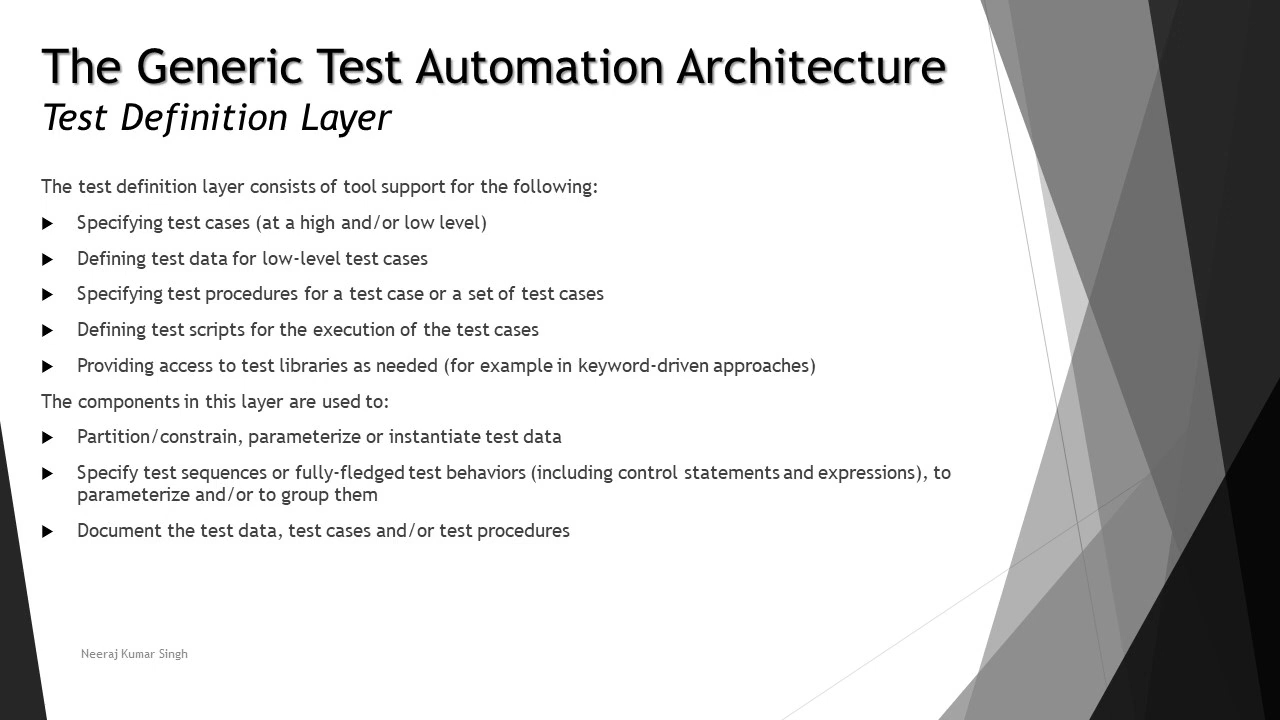 The Generic Test Automation Architecture
Test Definition Layer
The test definition layer consists of tool support for the following:
Specifying test cases (at a high and/or low level)
Defining test data for low-level test cases
Specifying test procedures for a test case or a set of test cases
Defining test scripts for the execution of the test cases
Providing access to test libraries as needed (for example in keyword-driven approaches)
The components in this layer are used to:
Partition/constrain, parameterize or instantiate test data
Specify test sequences or fully-fledged test behaviors (including control statements and expressions), to
parameterize and/or to group them
Document the test data, test cases and/or test procedures
Neeraj Kumar Singh